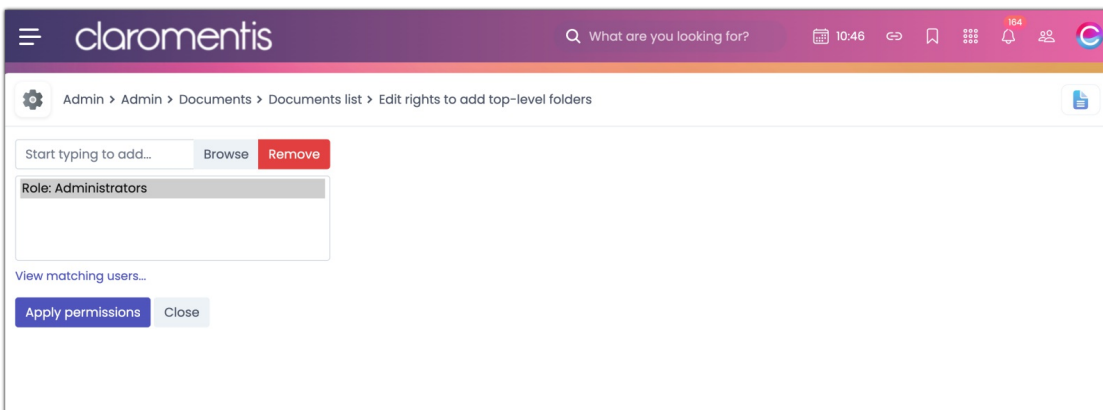 claromentis
What are you looking for?
10:46
164
Admin > Admin > Documents > Documents list > Edit rights to add top-level folders
Start typing to add... Browse Remove
Role: Administrators
View matching users...
Apply permissions Close